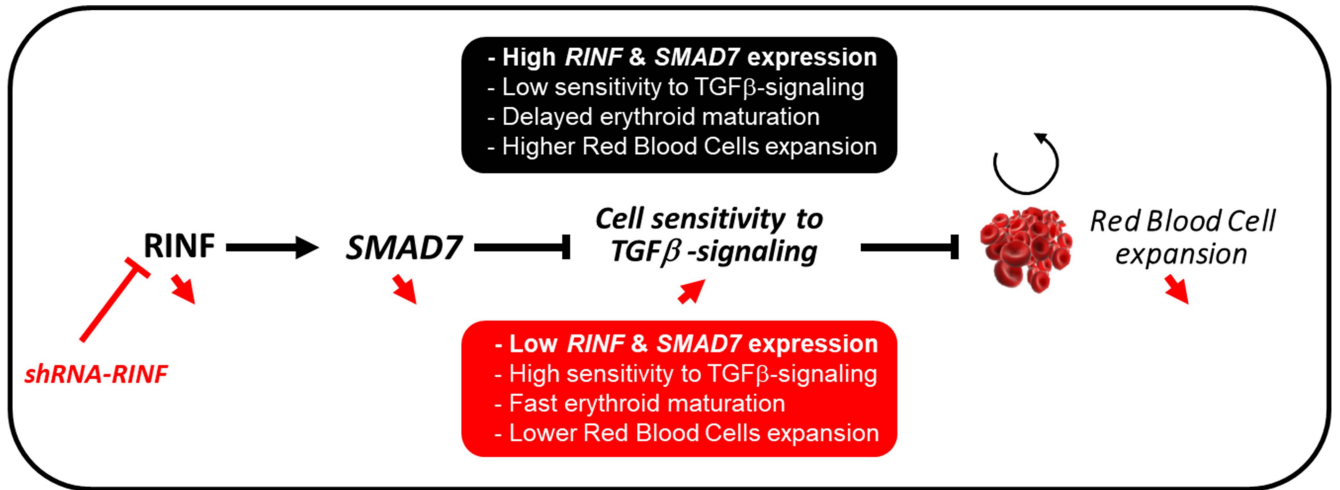 - High RINF & SMAD7 expression
- Low sensitivity to TGFβ-signaling
- Delayed erythroid maturation
- Higher Red Blood Cells expansion
RINF
SMAD7
Cell sensitivity to
TGFβ -signaling
Red Blood Cell
expansion
shRNA-RINF
- Low RINF & SMAD7 expression
- High sensitivity to TGFβ-signaling
- Fast erythroid maturation
- Lower Red Blood Cells expansion